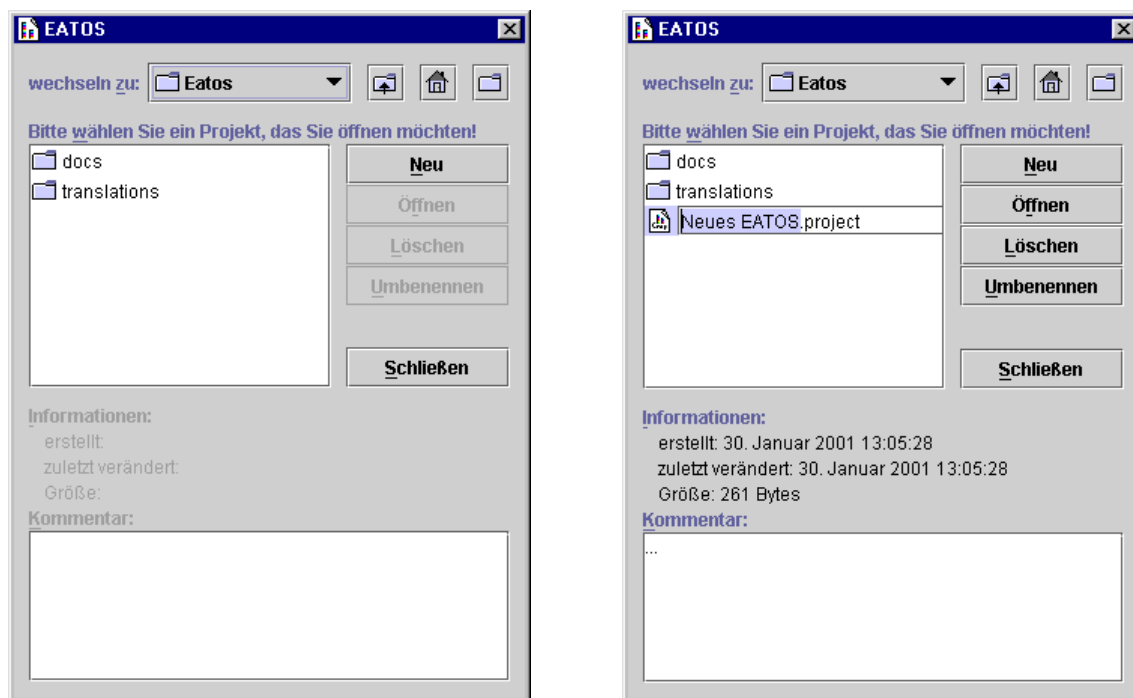 EATOS
wechseln zu: Eatos
Bitte wählen Sie ein Projekt, das Sie öffnen möchten!
docs
translations
Neu
Öffnen
Löschen
Umbenennen
Schließen
Informationen:
erstellt:
zuletzt verändert:
Größe:
Kommentar:
EATOS
wechseln zu: Eatos
Bitte wählen Sie ein Projekt, das Sie öffnen möchten!
docs
translations
Neues EATOS.project
Neu
Öffnen
Löschen
Umbenennen
Schließen
Informationen:
erstellt: 30. Januar 2001 13:05:28
zuletzt verändert: 30. Januar 2001 13:05:28
Größe: 261 Bytes
Kommentar:
...